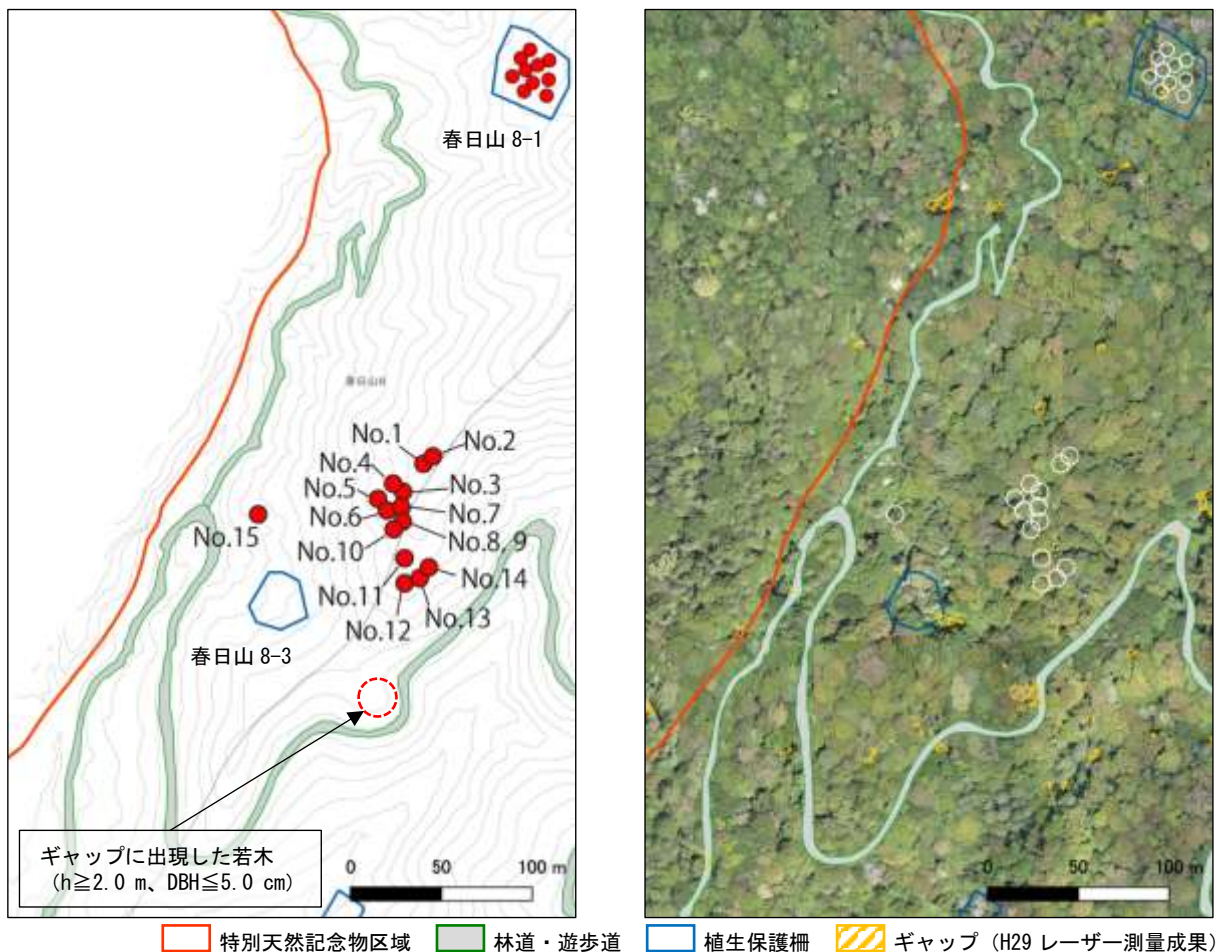 春日山 8-1
春日山
No.1
No.2
No.4
No.3
No.5
No.7
No.6
No.15
No.10
No.8, 9
No.14
No.11
No.13
No.12
春日山 8-3
ギャップに出現した若木
（h≧2.0 m、DBH≦5.0 cm）
0 50 100 m
0 50 100 m
特別天然記念物区域 林道・遊歩道 植生保護柵 ギャップ（H29 レーザー測量成果）